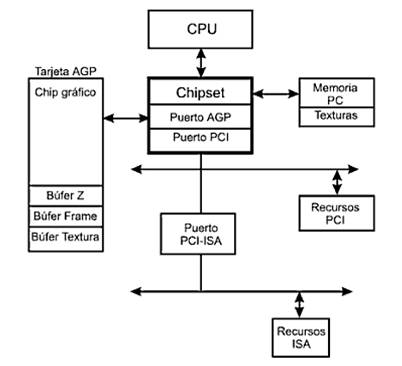 CPU
Tarjeta AGP
Chip gráfico
Chipset
Puerto AGP
Puerto PCI
Memoria
PC
Texturas
Búfer Z
Búfer Frame
Búfer Textura
Recursos
PCI
Puerto
PCI-ISA
Recursos
ISA